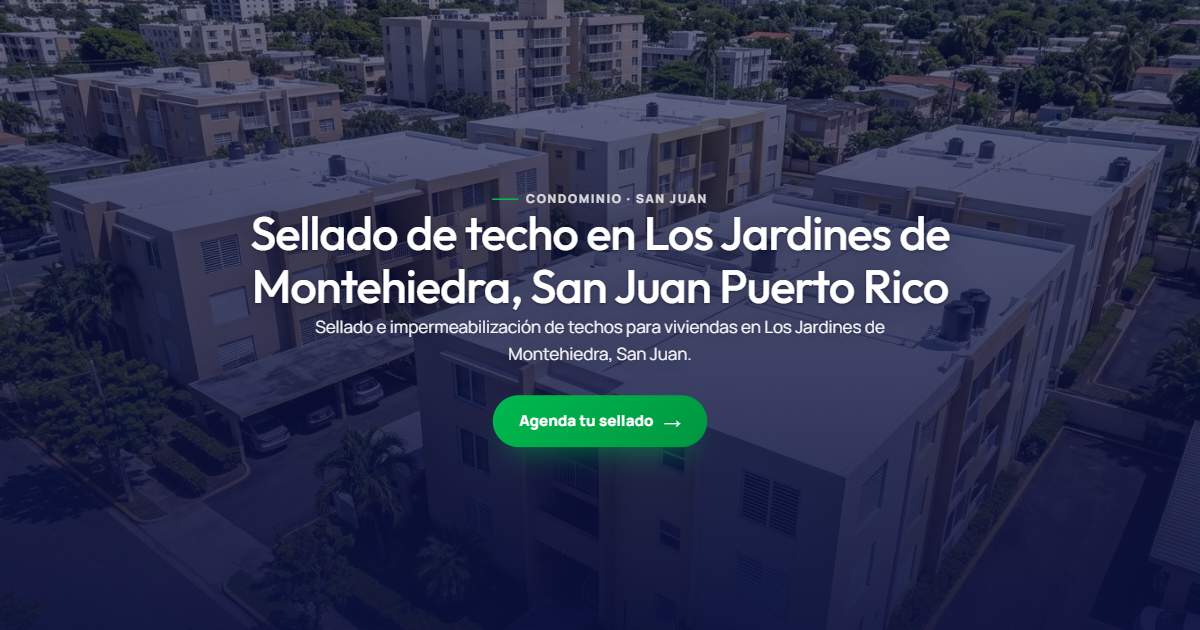 CONDOMINIO · SAN JUAN
Sellado de techo en Los Jardines de
Montehiedra, San Juan Puerto Rico
Sellado e impermeabilización de techos para viviendas en Los Jardines de
Montehiedra, San Juan.
Agenda tu sellado →